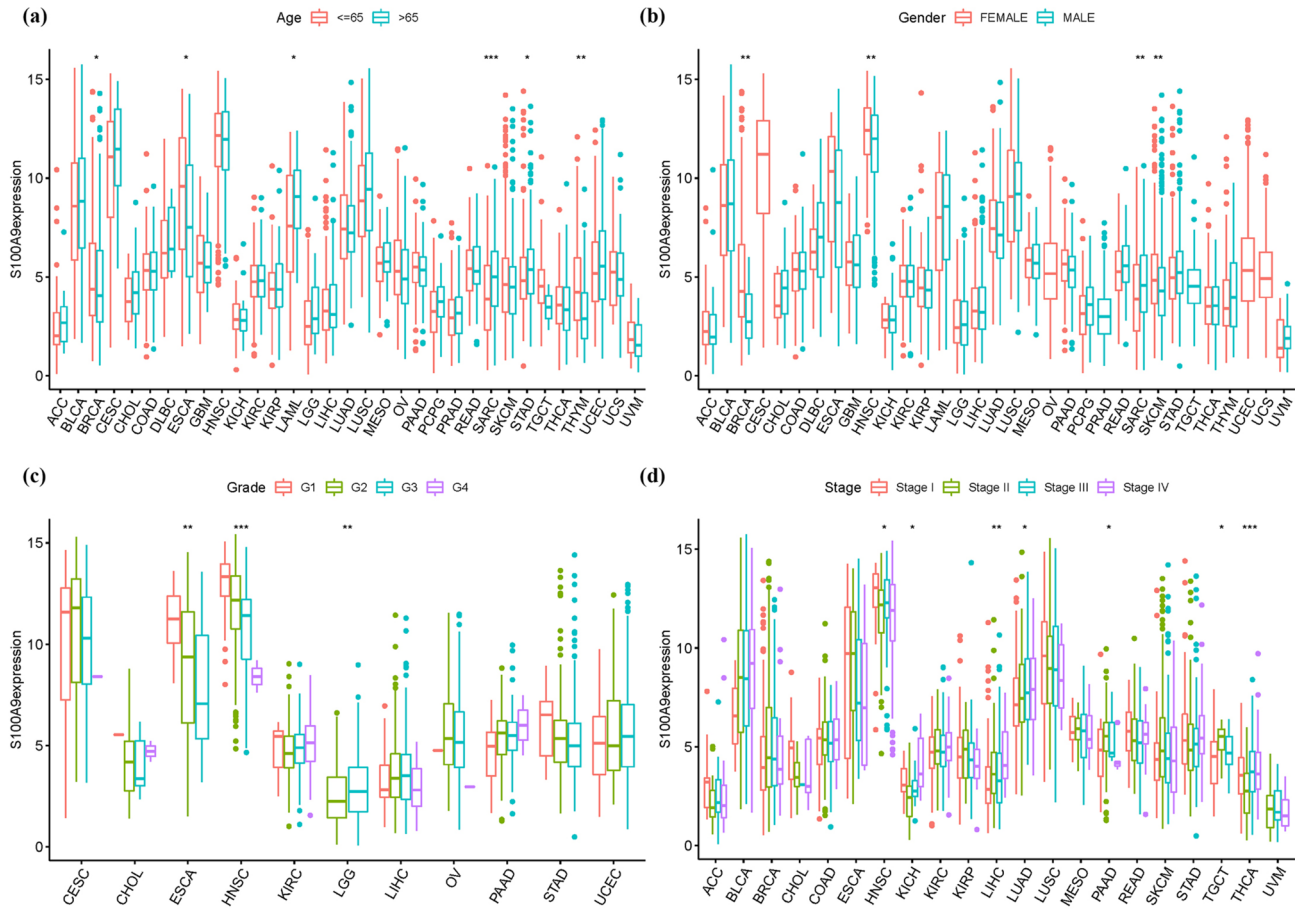 (a)
Age <=65 >65
* * * *** * **
S100A9expression
15
10
5
0
ACC BLCA BRCA CESC CHOL COAD DLBC ESCA GBM HNSC KICH KIRC KIRP LAML LGG LIHC LUAD LUSC MESO OV PAAD PCPG PRAD READ SARC SKCM STAD TGCT THCA THYM UCEC UCS UVM
(b)
Gender FEMALE MALE
** ** ** **
S100A9expression
15
10
5
0
ACC BLCA BRCA CESC CHOL COAD DLBC ESCA GBM HNSC KICH KIRC KIRP LAML LGG LIHC LUAD LUSC MESO OV PAAD PCPG PRAD READ SARC SKCM STAD TGCT THCA THYM UCEC UCS UVM
(c)
Grade G1 G2 G3 G4
** *** **
S100A9expression
15
10
5
0
CESC CHOL ESCA HNSC KIRC LGG LIHC OV PAAD STAD UCEC
(d)
Stage Stage I Stage II Stage III Stage IV
* * ** * * * ***
S100A9expression
15
10
5
0
ACC BLCA BRCA CHOL COAD ESCA HNSC KICH KIRC KIRP LIHC LUAD LUSC MESO PAAD READ SKCM STAD TGCT THCA UVM